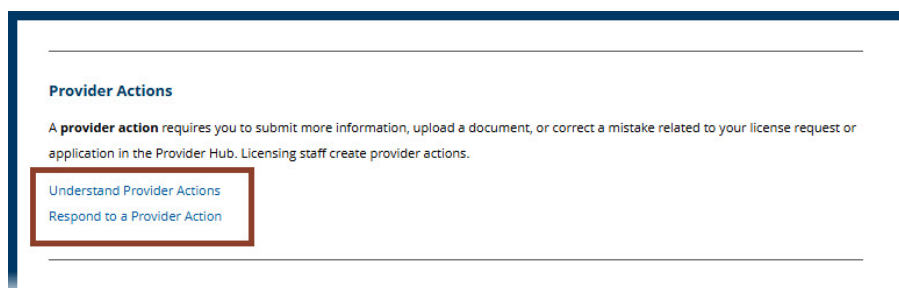 Provider Actions
A provider action requires you to submit more information, upload a document, or correct a mistake related to your license request or
application in the Provider Hub. Licensing staff create provider actions.
Understand Provider Actions
Respond to a Provider Action